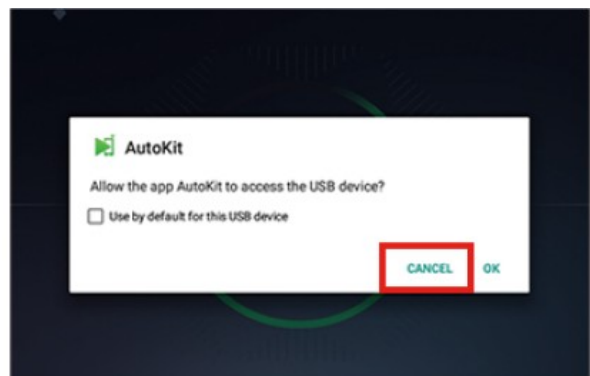 AutoKit
Allow the app AutoKit to access the USB device?
Use by default for this USB device
CANCEL OK